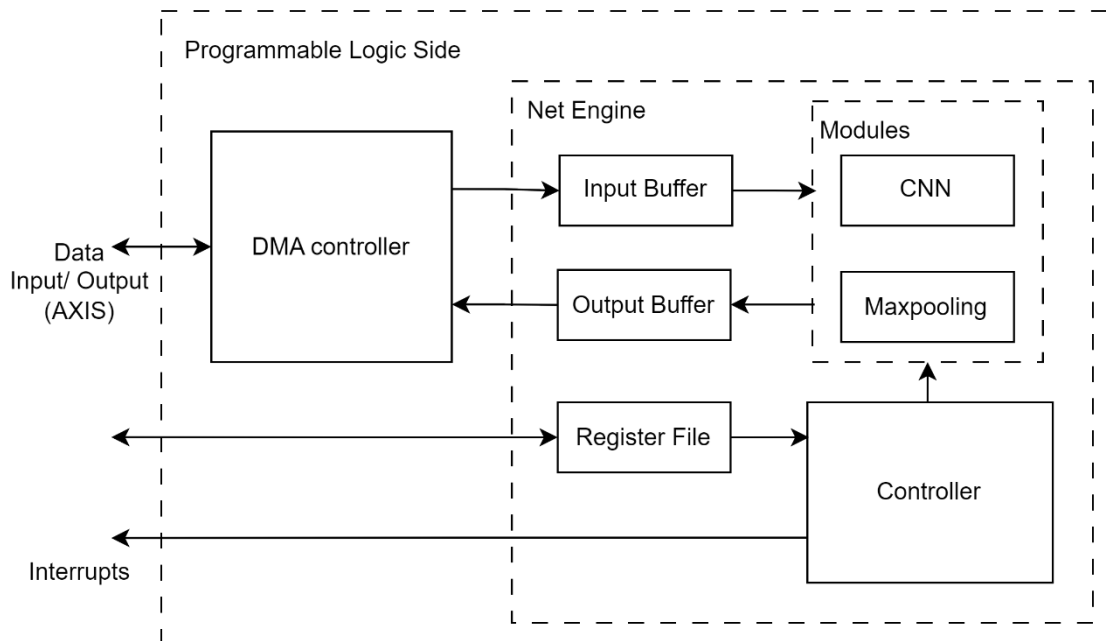 Programmable Logic Side
Net Engine
Modules
Input Buffer
CNN
DMA controller
Data
Input/ Output
(AXIS)
Output Buffer
Maxpooling
Register File
Controller
Interrupts